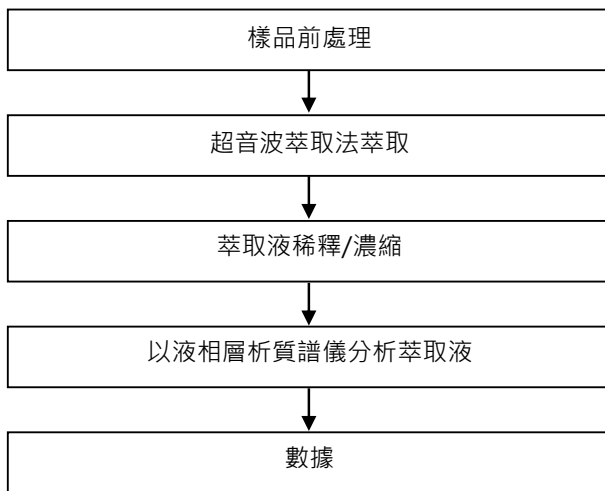 樣品前處理
超音波萃取法萃取
萃取液稀釋/濃縮
以液相層析質譜儀分析萃取液
數據